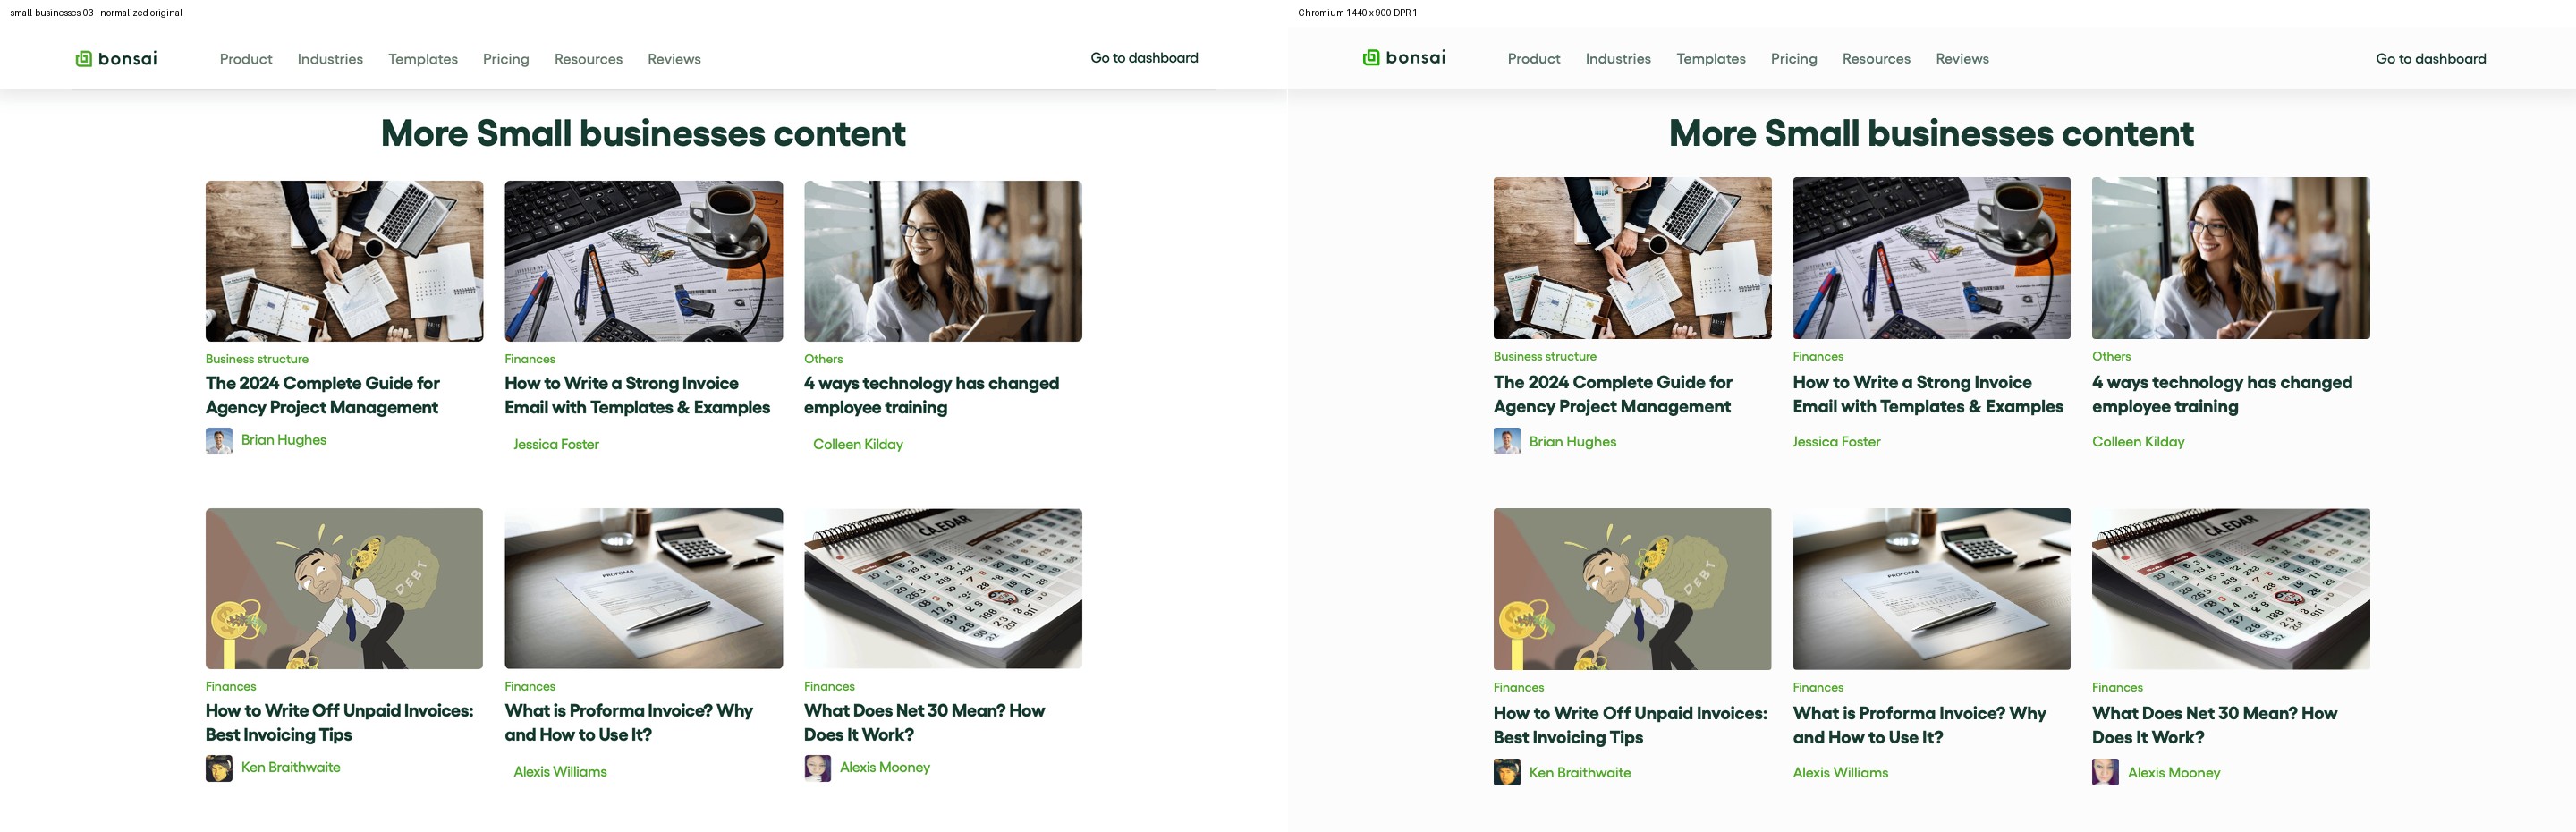 small-businesses-03 | normalized original
bonsai
Product Industries Templates Pricing Resources Reviews
Go to dashboard
More Small businesses content
Business structure
The 2024 Complete Guide for
Agency Project Management
Brian Hughes
Finances
How to Write a Strong Invoice
Email with Templates & Examples
Jessica Foster
Others
4 ways technology has changed
employee training
Colleen Kilday
DEBT
Finances
How to Write Off Unpaid Invoices:
Best Invoicing Tips
Ken Braithwaite
PROFOMA
Finances
What is Proforma Invoice? Why
and How to Use It?
Alexis Williams
CA,EDAR
Finances
What Does Net 30 Mean? How
Does It Work?
Alexis Mooney
Chromium 1440 x 900 DPR 1
bonsai
Product Industries Templates Pricing Resources Reviews
Go to dashboard
More Small businesses content
Business structure
The 2024 Complete Guide for
Agency Project Management
Brian Hughes
Finances
How to Write a Strong Invoice
Email with Templates & Examples
Jessica Foster
Others
4 ways technology has changed
employee training
Colleen Kilday
DEBT
Finances
How to Write Off Unpaid Invoices:
Best Invoicing Tips
Ken Braithwaite
PROFOMA
Finances
What is Proforma Invoice? Why
and How to Use It?
Alexis Williams
CA,EDAR
Finances
What Does Net 30 Mean? How
Does It Work?
Alexis Mooney